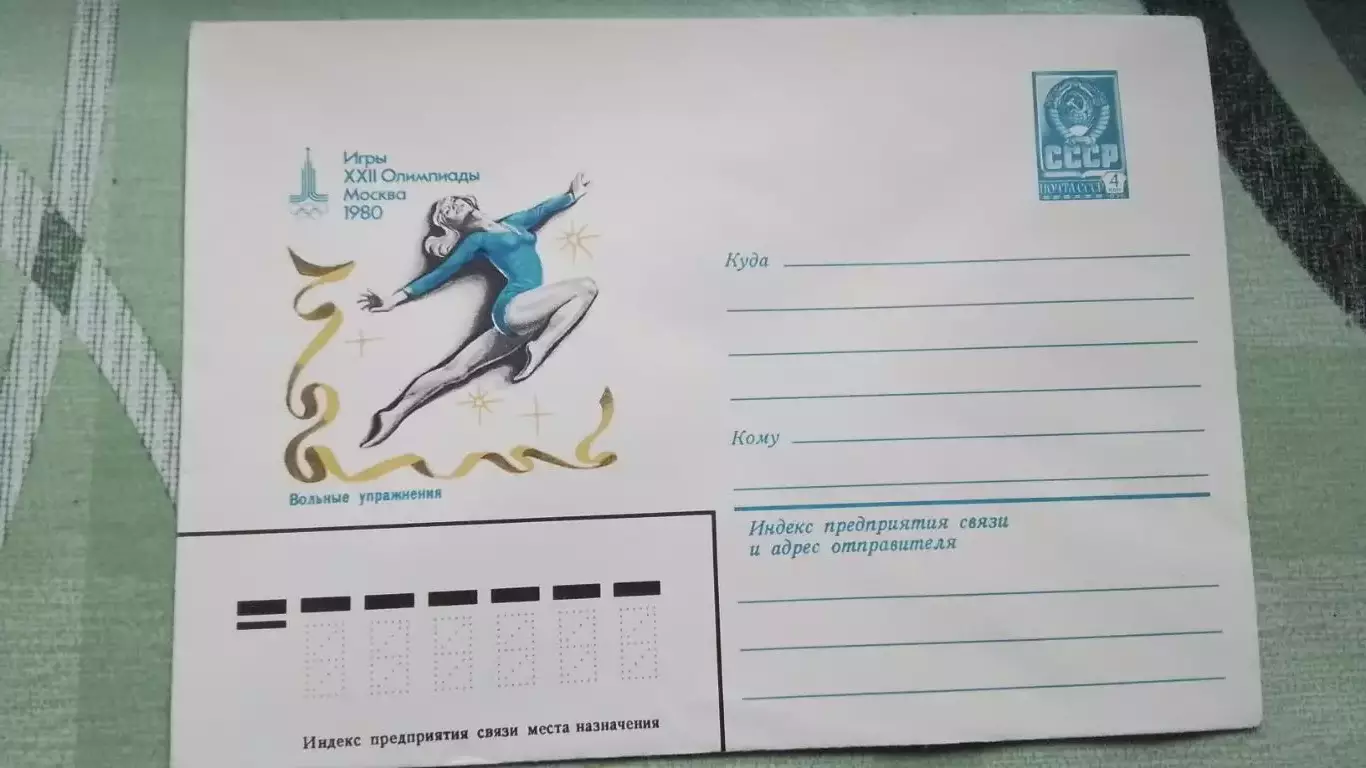 Игры
XXII Олимпиады
Москва
1980
СССР
ПОЧТА СССР 4
Куда
Кому
Вольные упражнения
Индекс предприятия связи
и адрес отправителя
Индекс предприятия связи места назначения